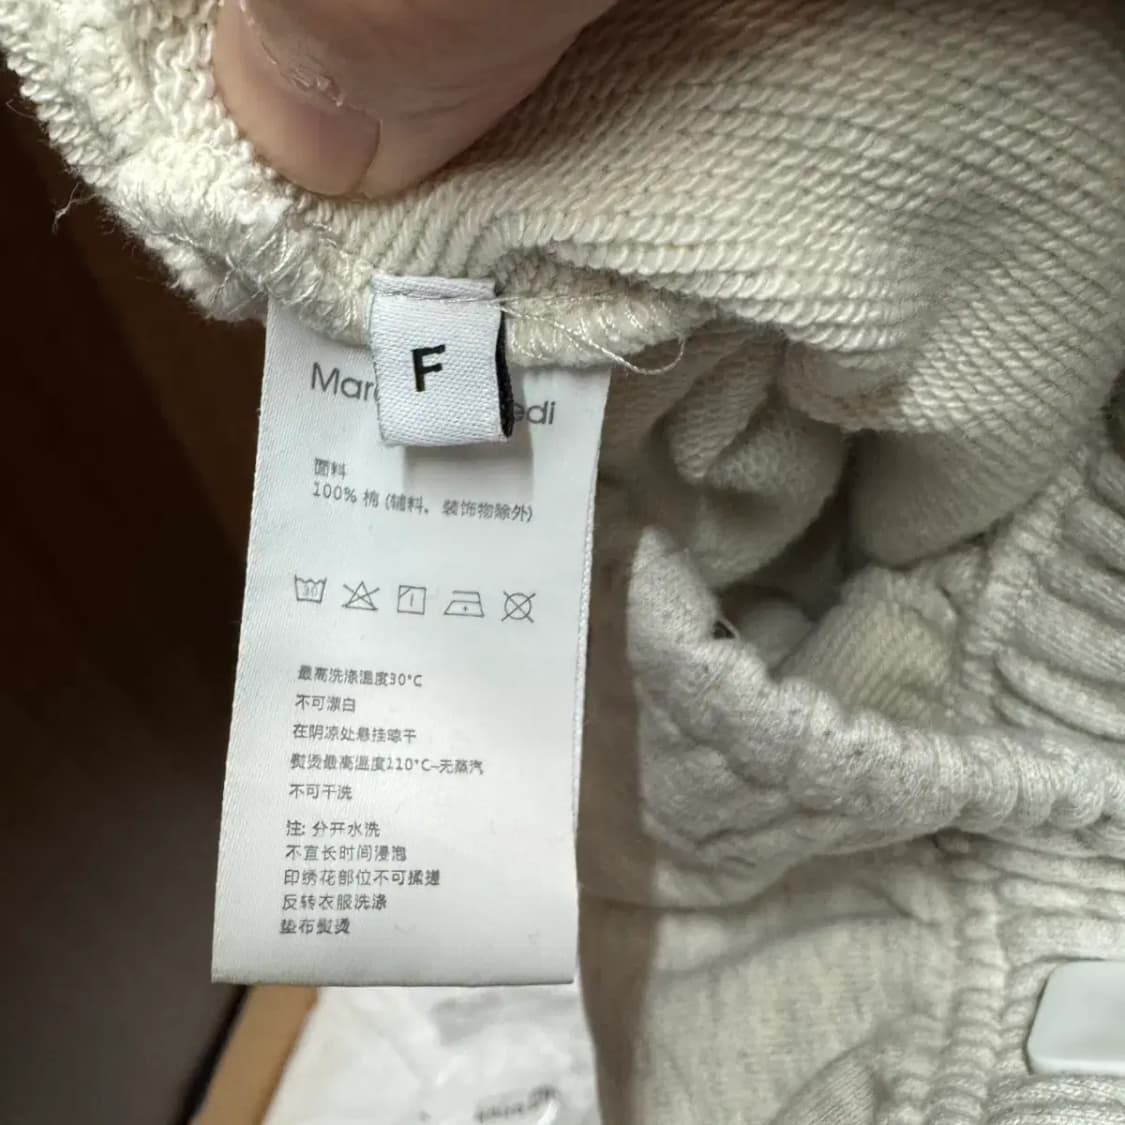 F
Mar edi
面料
100% 棉 (辅料、装饰物除外)
30
最高洗涤温度30°C
不可漂白
在阴凉处悬挂晾干
熨烫最高温度110°C-无蒸汽
不可干洗
注: 分开水洗
不宜长时间浸泡
印绣花部位不可揉搓
反转衣服洗涤
垫布熨烫